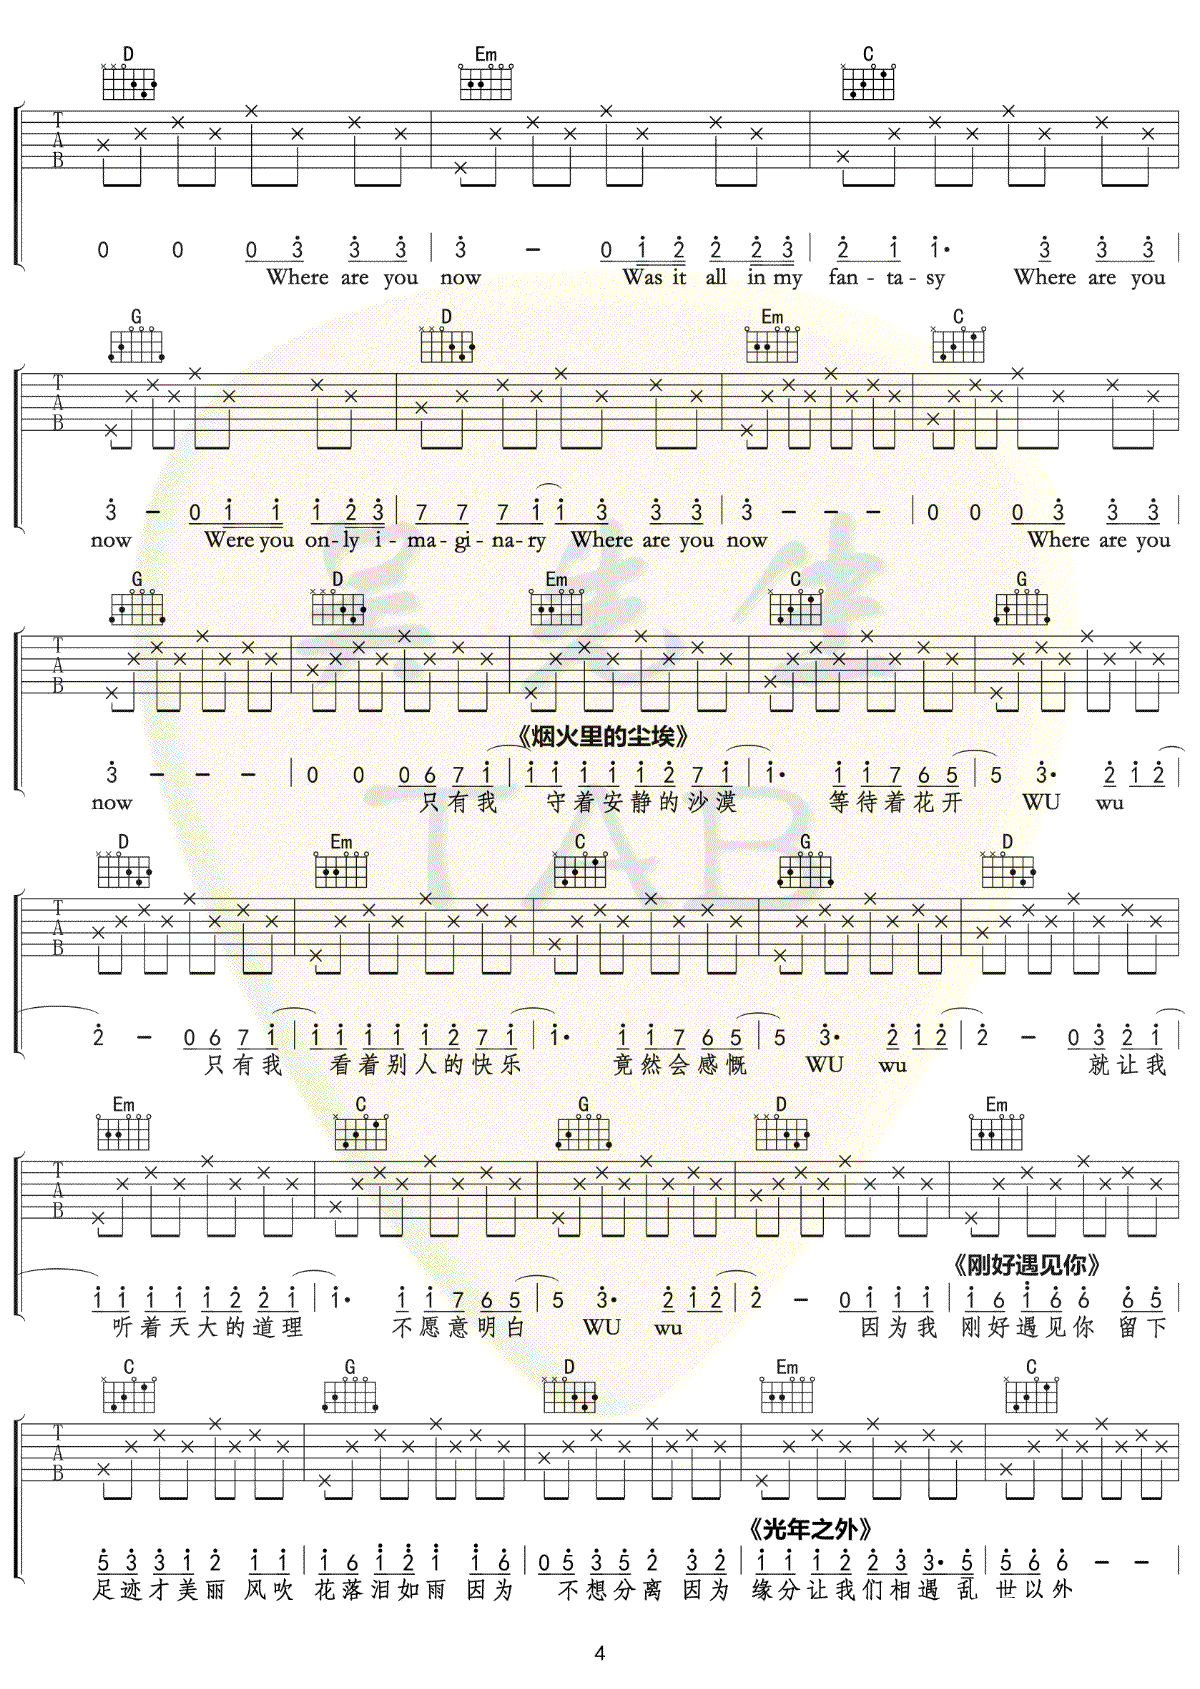 D Em C
T A B
0 0 0 3 3 3 | 3 – 0 1 2 2 2 3 | 2 1 1· 3 3 3
Where are you now Was it all in my fan-ta-sy Where are you
G D Em C
T A B
3 – 0 1 1 1 2 3 | 7 7 7 1 1 3 3 3 | 3 – – – | 0 0 0 3 3 3
now Were you on-ly i-ma-gi-nary Where are you now Where are you
G D Em C G
T A B
《烟火里的尘埃》
3 – – – | 0 0 0 6 7 1 | 1 1 1 1 1 2 7 1 | 1· 1 1 7 6 5 | 5 3· 2 1 2
now 只有我 守着安静的沙漠 等待着花开 WU wu
D Em C G D
T A B
2 – 0 6 7 1 | 1 1 1 1 1 2 7 1 | 1· 1 1 7 6 5 | 5 3· 2 1 2 | 2 – 0 3 2 1
只有我 看着别人的快乐 竟然会感慨 WU wu 就让我
Em C G D Em
T A B
《刚好遇见你》
1 1 1 1 1 2 2 1 | 1· 1 1 7 6 5 | 5 3· 2 1 2 | 2 – 0 1 1 1 | 1 6 1 6 6 6 5
听着天大的道理 不愿意明白 WU wu 因为我 刚好遇见你 留下
C G D Em C
T A B
《光年之外》
5 3 3 1 2 1 1 | 1 6 1 2 1 1 6 | 0 5 3 5 2 3 2 | 1 1 1 2 2 3 3· 5 | 5 6 6 – –
足迹才美丽 风吹 花落泪如雨 因为 不想分离 因为 缘分让我们相遇 乱 世以外
4
吴先生
TAB